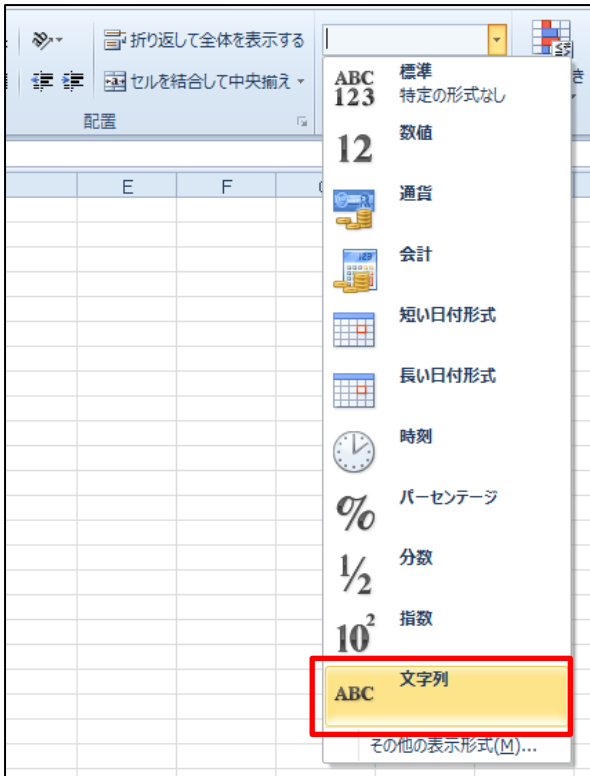 折り返して全体を表示する
セルを結合して中央揃え
き
配置
E F
ABC
123
標準
特定の形式なし
12
数値
通貨
123
会計
短い日付形式
長い日付形式
時刻
%
パーセンテージ
1/2
分数
10²
指数
ABC
文字列
その他の表示形式(M)...